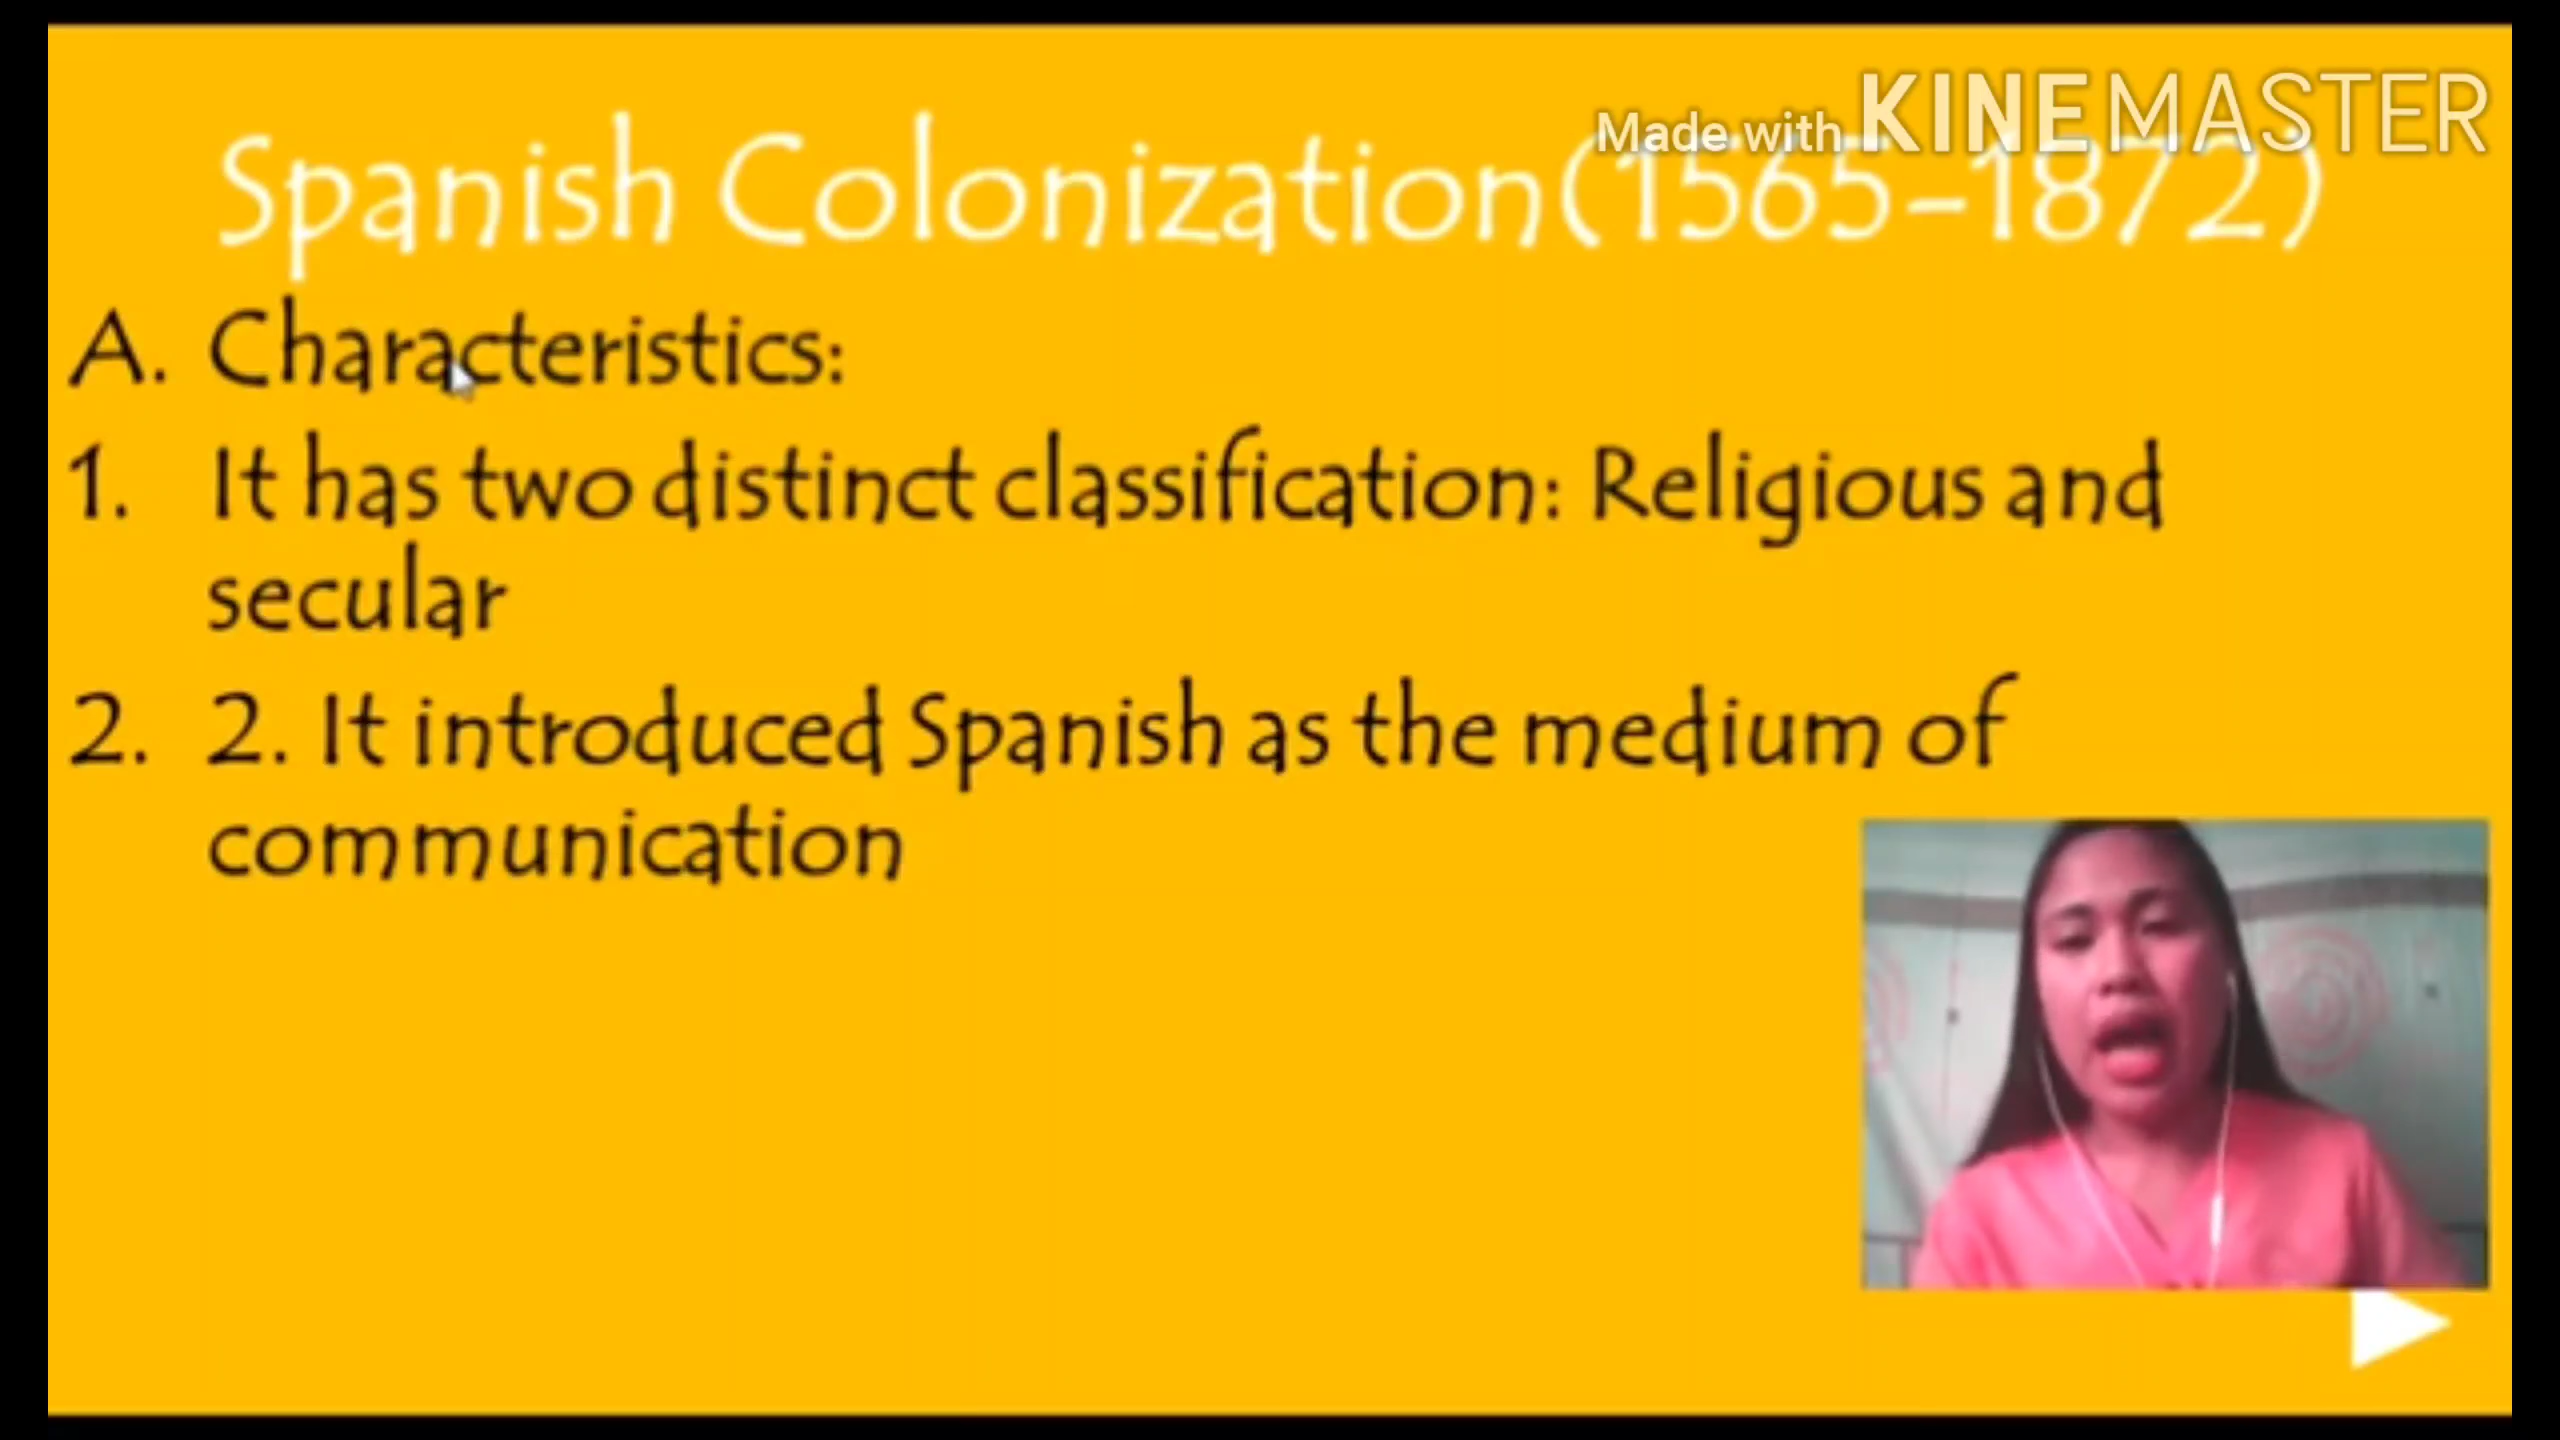 Made with KINEMASTER
Spanish Colonization(1565-1872)
A. Characteristics:
1. It has two distinct classification: Religious and
secular
2. 2. It introduced Spanish as the medium of
communication